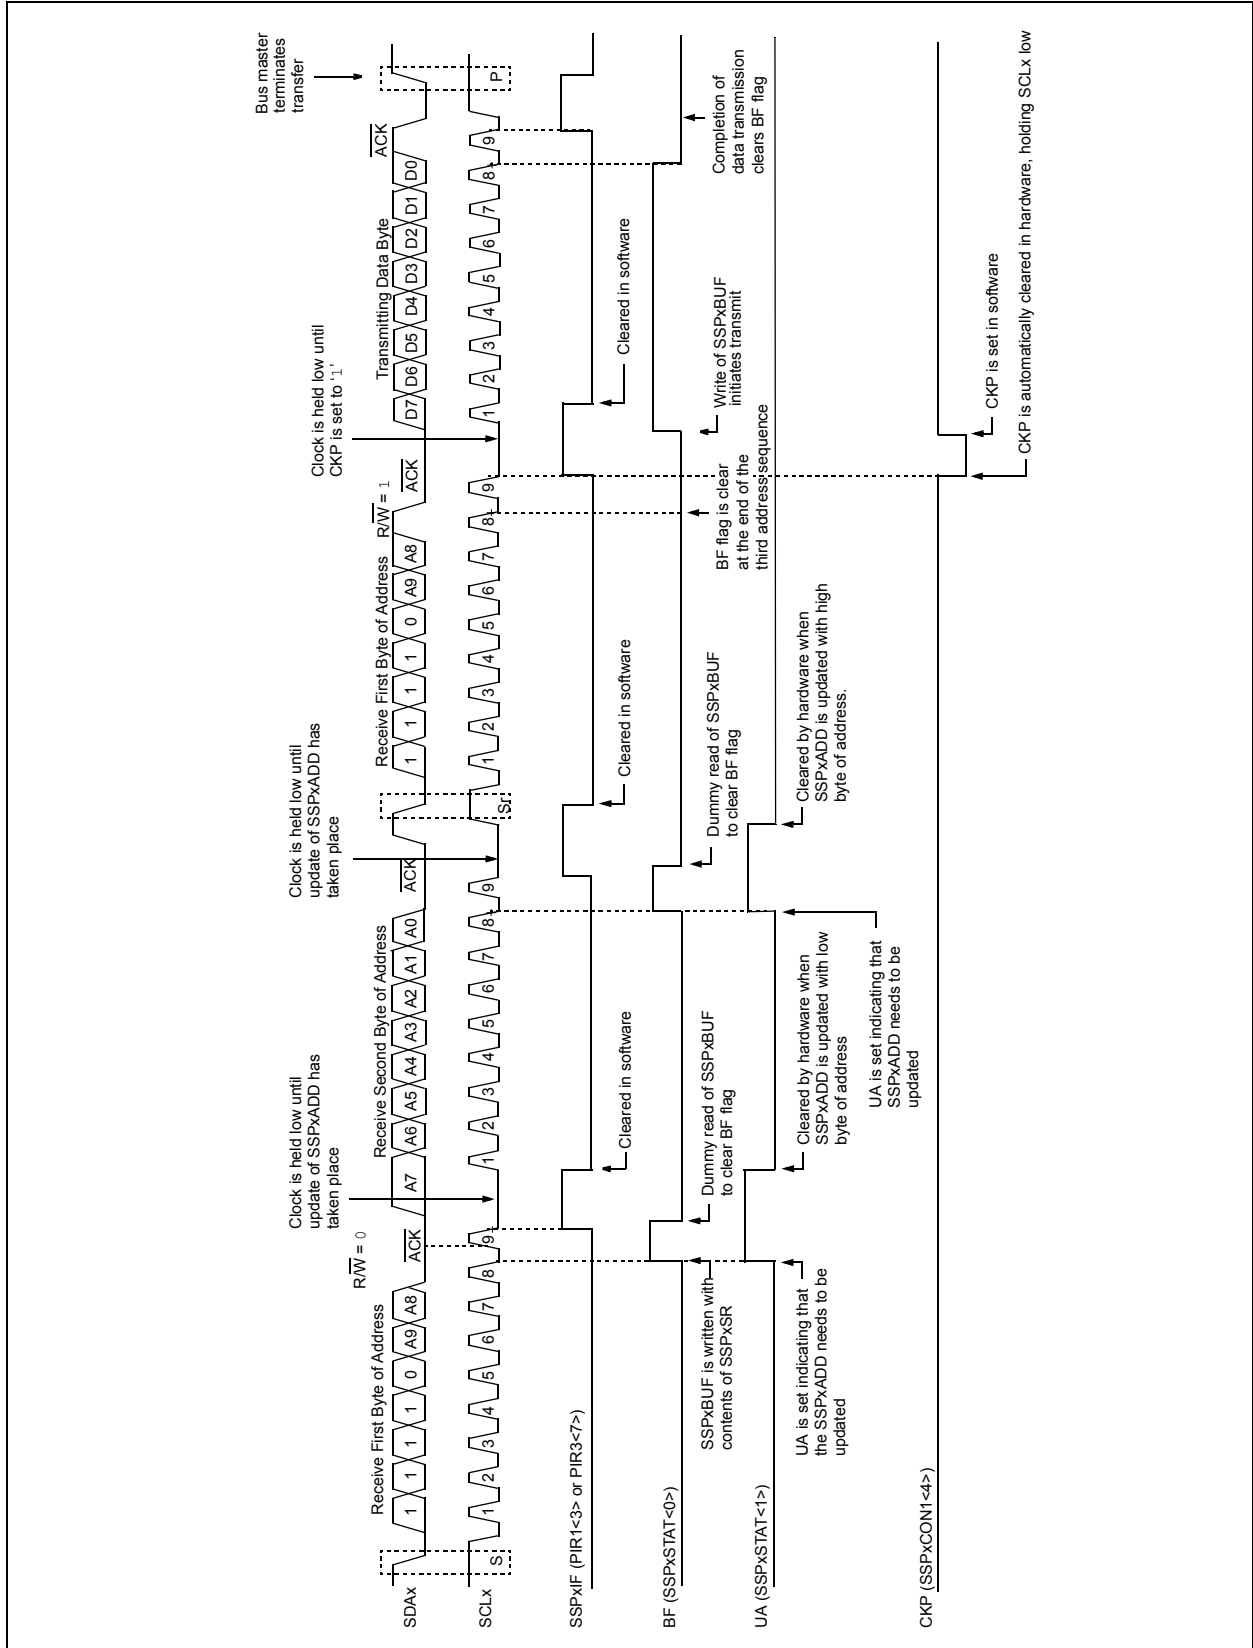 Bus master
terminates
transfer
Clock is held low until
update of SSPxADD has
taken place
Clock is held low until
update of SSPxADD has
taken place
Clock is held low until
CKP is set to ‘1’
R/W = 0
R/W = 1
Receive First Byte of Address
ACK
Receive Second Byte of Address
ACK
Receive First Byte of Address
ACK
Transmitting Data Byte
ACK
SDAx
1 1 1 1 0 A9 A8
A7 A6 A5 A4 A3 A2 A1 A0
1 1 1 1 0 A9 A8
D7 D6 D5 D4 D3 D2 D1 D0
SCLx
S 1 2 3 4 5 6 7 8 9
1 2 3 4 5 6 7 8 9
Sr 1 2 3 4 5 6 7 8 9
1 2 3 4 5 6 7 8 9 P
SSPxIF (PIR1<3> or PIR3<7>)
Cleared in software
Cleared in software
Cleared in software
BF (SSPxSTAT<0>)
SSPxBUF is written with
contents of SSPxSR
Dummy read of SSPxBUF
to clear BF flag
Dummy read of SSPxBUF
to clear BF flag
BF flag is clear
at the end of the
third address sequence
Write of SSPxBUF
initiates transmit
Completion of
data transmission
clears BF flag
UA (SSPxSTAT<1>)
UA is set indicating that
the SSPxADD needs to be
updated
Cleared by hardware when
SSPxADD is updated with low
byte of address
UA is set indicating that
SSPxADD needs to be
updated
Cleared by hardware when
SSPxADD is updated with high
byte of address.
CKP (SSPxCON1<4>)
CKP is set in software
CKP is automatically cleared in hardware, holding SCLx low